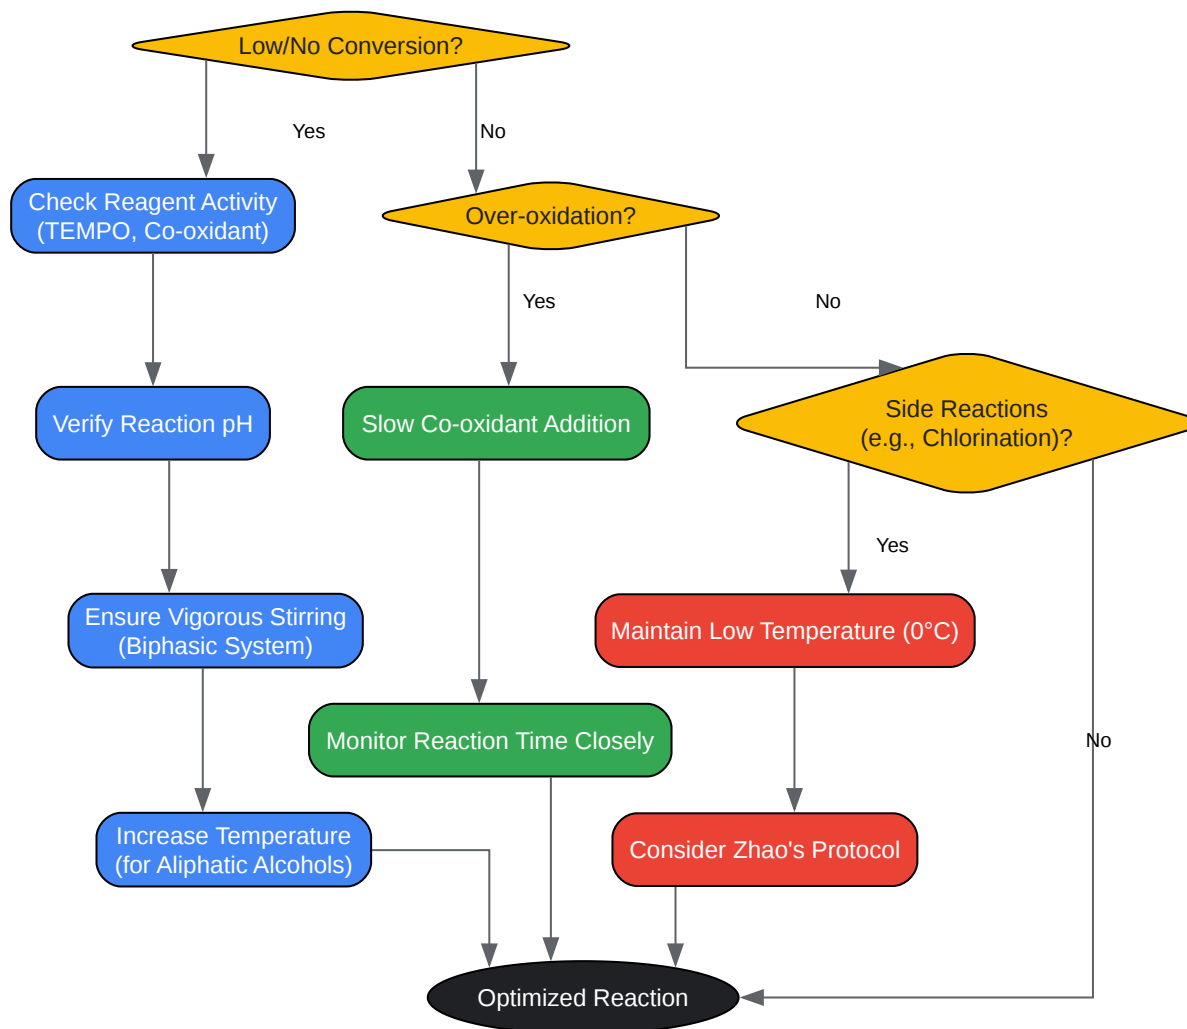 Low/No Conversion?
Yes
No
Check Reagent Activity
(TEMPO, Co-oxidant)
Over-oxidation?
Yes
No
Verify Reaction pH
Slow Co-oxidant Addition
Side Reactions
(e.g., Chlorination)?
Yes
Ensure Vigorous Stirring
(Biphasic System)
Maintain Low Temperature (0°C)
Monitor Reaction Time Closely
No
Increase Temperature
(for Aliphatic Alcohols)
Consider Zhao's Protocol
Optimized Reaction